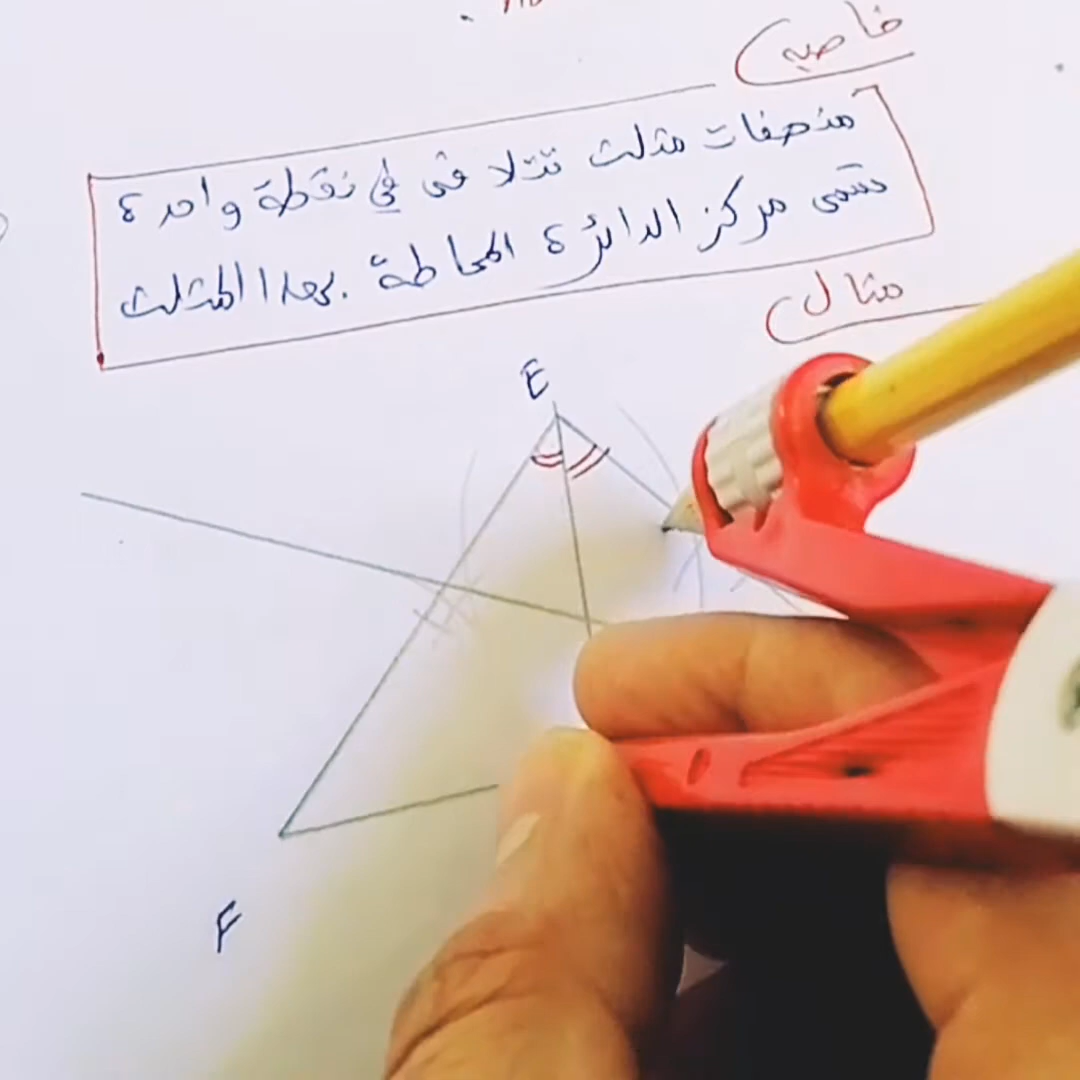 خاصية
منصفات مثلث تتلاقى في نقطة واحدة
تسمى مركز الدائرة المحاطة بهذا المثلث
مثال
E
F